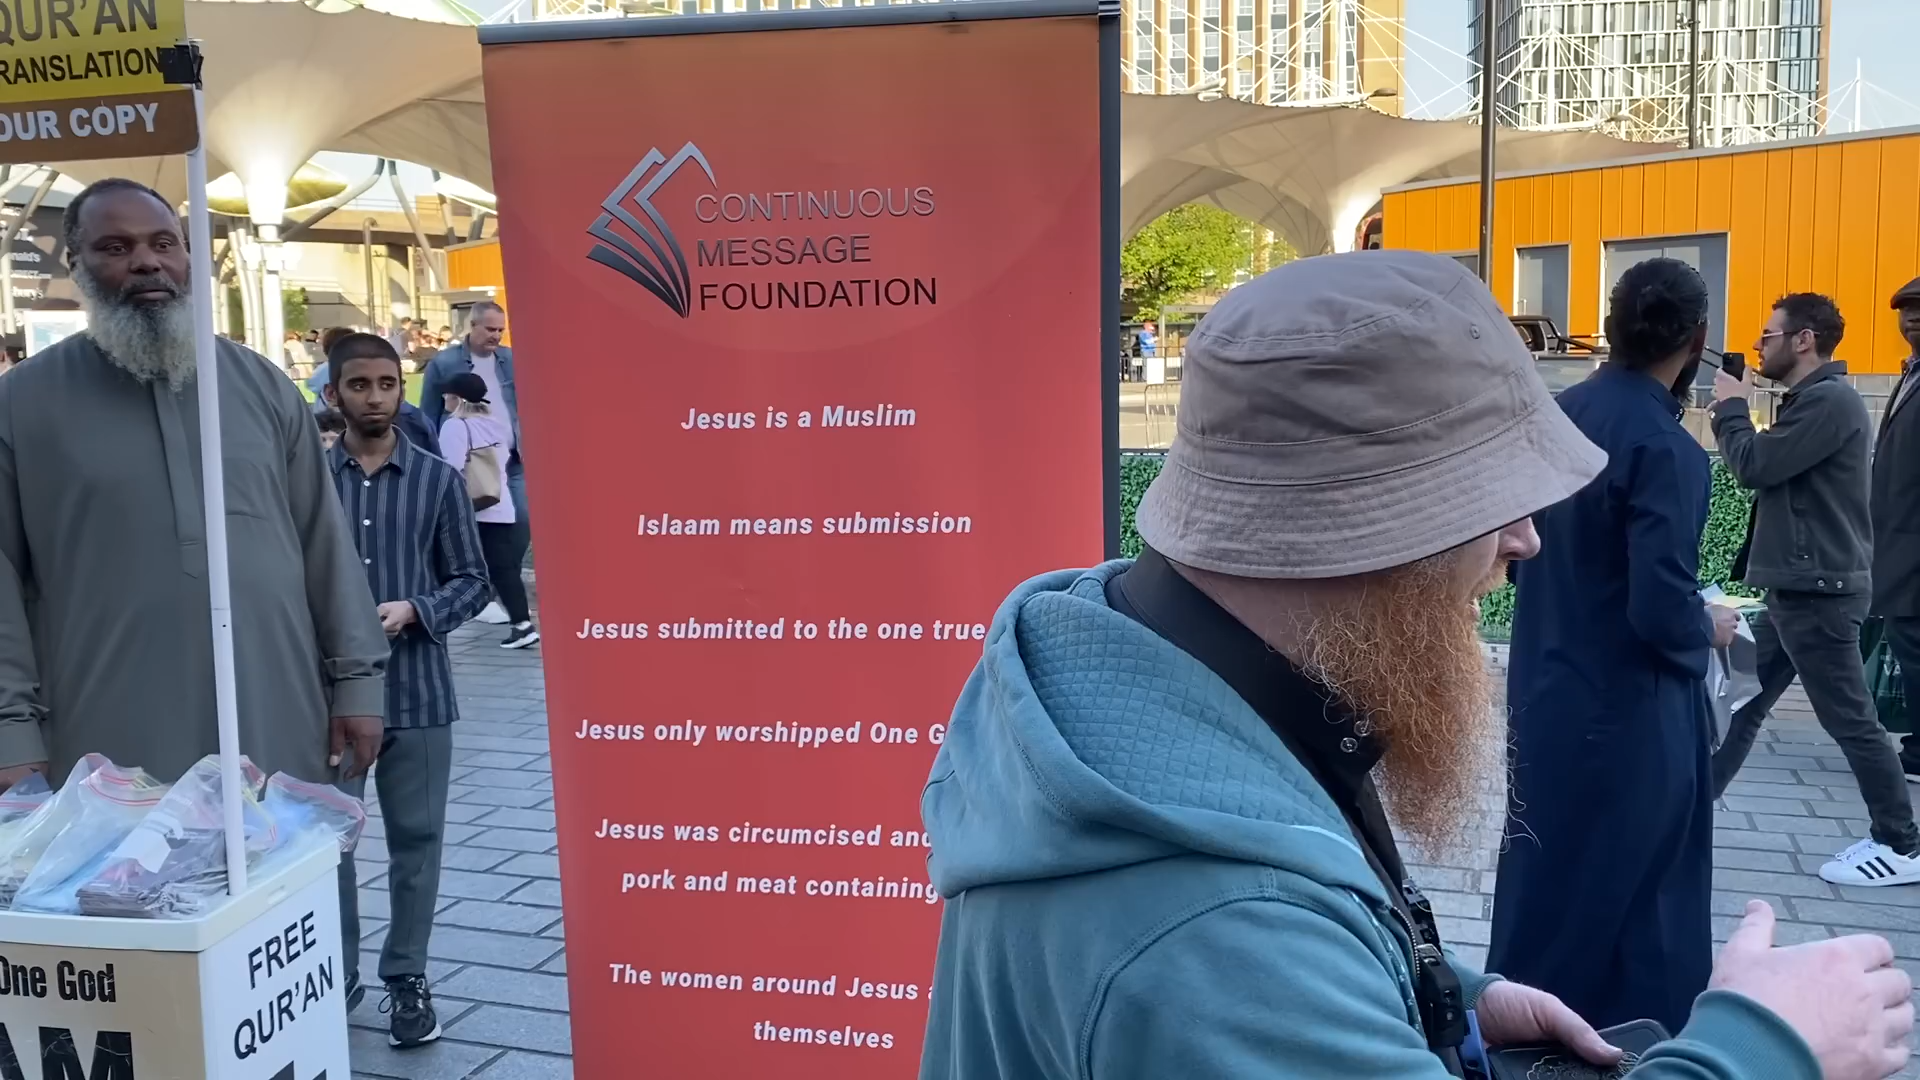 QUR'AN
RANSLATION
OUR COPY
CONTINUOUS
MESSAGE
FOUNDATION
Jesus is a Muslim
Islaam means submission
Jesus submitted to the one true
Jesus only worshipped One G
Jesus was circumcised and
pork and meat containing
The women around Jesus
themselves
One God
AM
FREE
QUR'AN